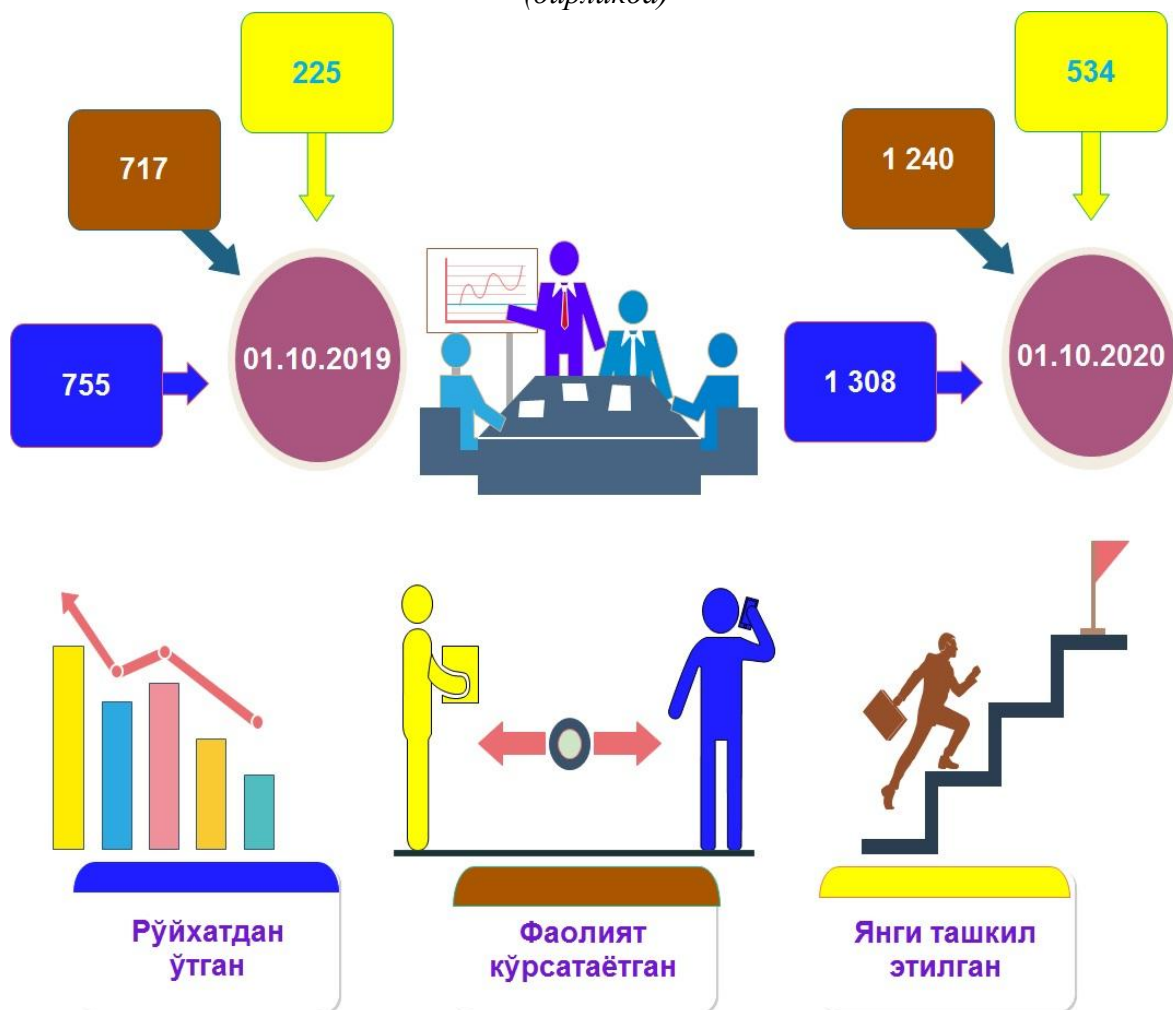 (бирликда)
225
534
717
1 240
755
01.10.2019
1 308
01.10.2020
Рўйхатдан
ўтган
Фаолият
кўрсатаётган
Янги ташкил
этилган